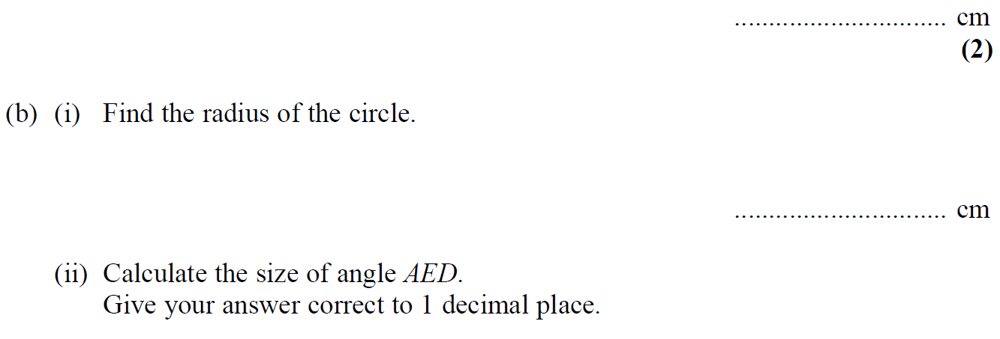 .............................. cm
(2)
(b) (i) Find the radius of the circle.
.............................. cm
(ii) Calculate the size of angle AED.
Give your answer correct to 1 decimal place.